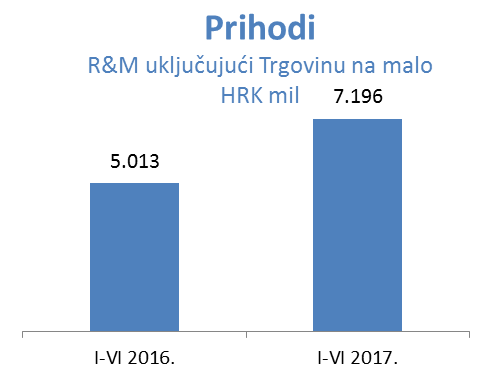 Prihodi
R&M uključujući Trgovinu na malo
HRK mil
7.196
5.013
I-VI 2016.
I-VI 2017.